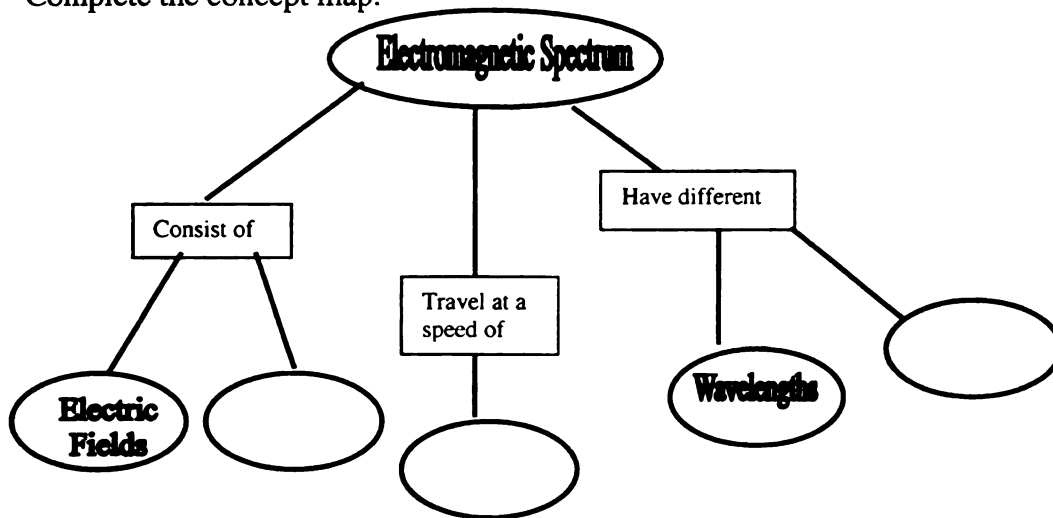 Complete the concept map.
Electromagnetic Spectrum
Consist of
Have different
Travel at a
speed of
Electric
Fields
Wavelengths